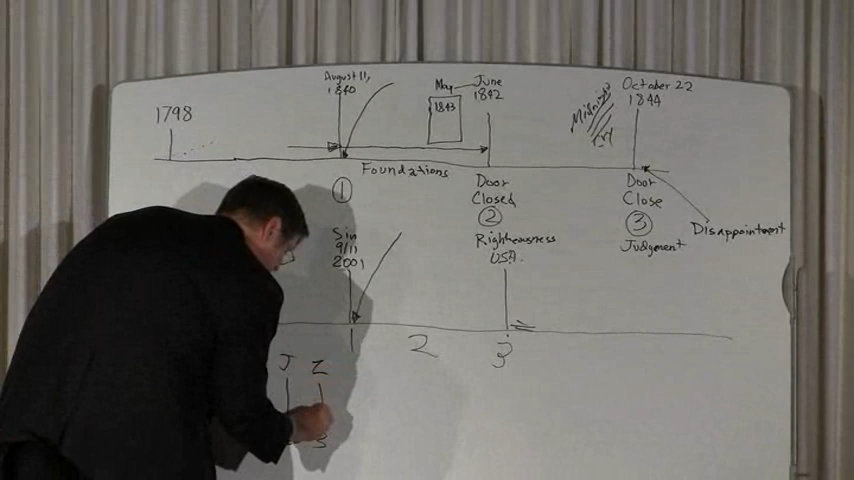 1798
August 11,
1840
May
1843
June
1842
Midnight
Cry
October 22
1844
Foundations
1
Door
Closed
2
Righteousness
USA.
Door
Close
3
Judgement
Disappointment
Sin
9/11
2001
1
2
3
J Z